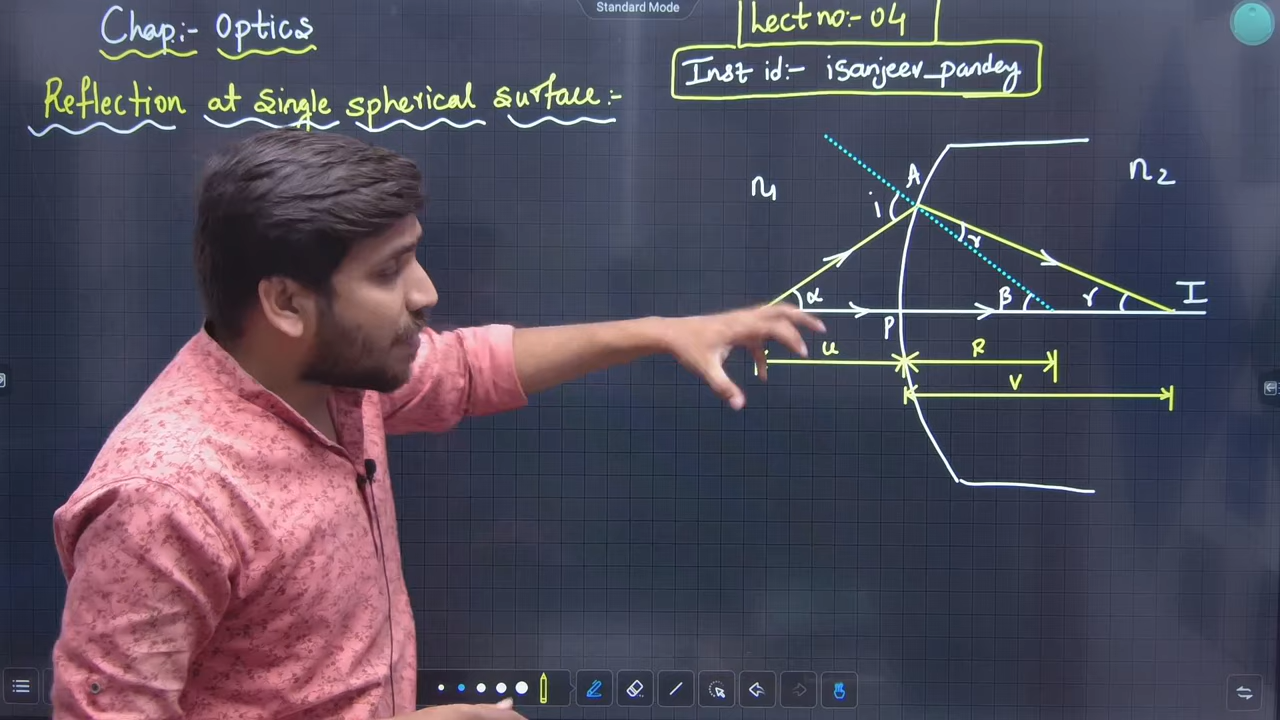 Standard Mode
Chap:- Optics
Lect no:- 04
Inst id:- isanjeev_pandey
Reflection at single spherical surface:-
n1
n2
A
i
r
α
P
β
γ
I
u
R
v